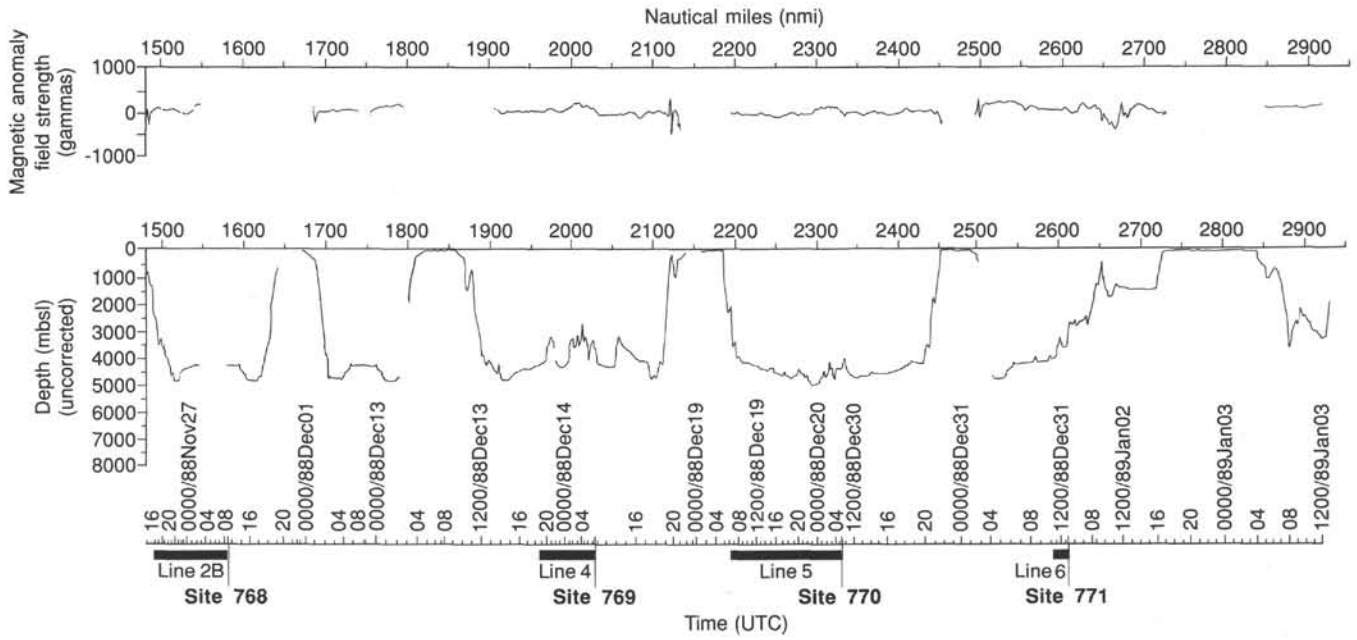 Nautical miles (nmi)
1500 1600 1700 1800 1900 2000 2100 2200 2300 2400 2500 2600 2700 2800 2900
Magnetic anomaly
field strength
(gammas)
1000
0
-1000
1500 1600 1700 1800 1900 2000 2100 2200 2300 2400 2500 2600 2700 2800 2900
Depth (mbsl)
(uncorrected)
0
1000
2000
3000
4000
5000
6000
7000
8000
16 20 0000/88Nov27 04 08 16 20 0000/88Dec01 04 08 0000/88Dec13 04 08 1200/88Dec13 16 20 0000/88Dec14 04 16 20 0000/88Dec19 04 08 1200/88Dec19 16 20 0000/88Dec20 04 1200/88Dec30 16 20 0000/88Dec31 04 08 1200/88Dec31 08 1200/89Jan02 16 20 0000/89Jan03 04 08 1200/89Jan03
Line 2B Line 4 Line 5 Line 6
Site 768 Site 769 Site 770 Site 771
Time (UTC)